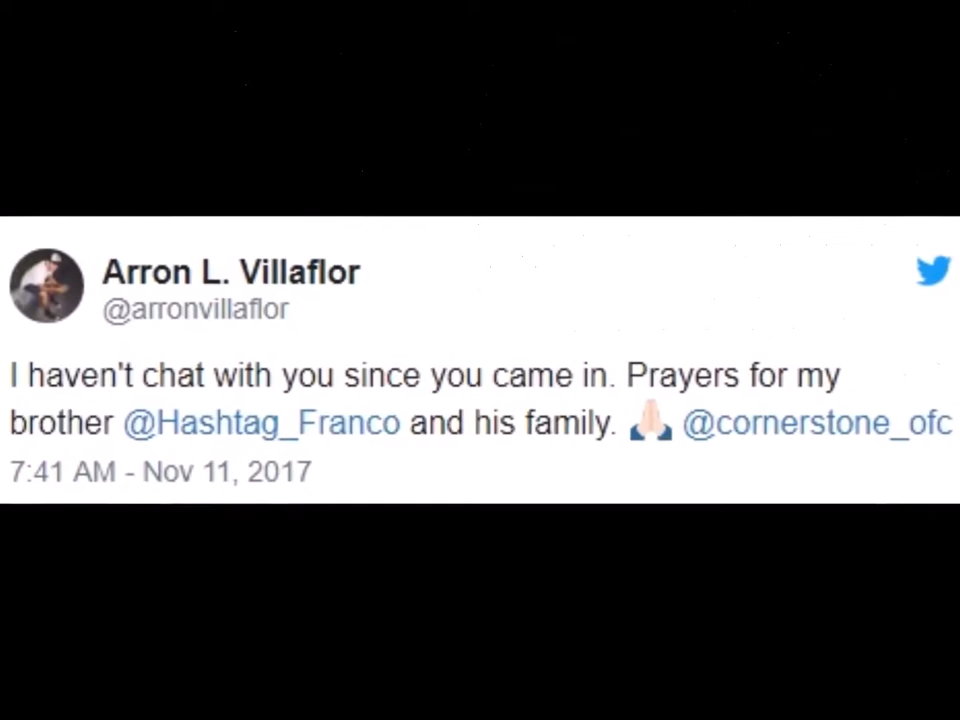 Arron L. Villaflor
@arronvillaflor
I haven't chat with you since you came in. Prayers for my
brother @Hashtag_Franco and his family. 🙏🏻 @cornerstone_ofc
7:41 AM - Nov 11, 2017